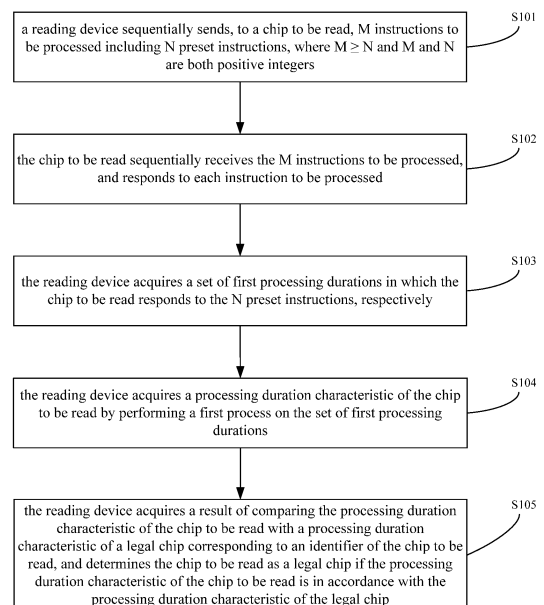 S101
a reading device sequentially sends, to a chip to be read, M instructions to
be processed including N preset instructions, where M ≥ N and M and N
are both positive integers
S102
the chip to be read sequentially receives the M instructions to be processed,
and responds to each instruction to be processed
S103
the reading device acquires a set of first processing durations in which the
chip to be read responds to the N preset instructions, respectively
S104
the reading device acquires a processing duration characteristic of the chip
to be read by performing a first process on the set of first processing
durations
S105
the reading device acquires a result of comparing the processing duration
characteristic of the chip to be read with a processing duration
characteristic of a legal chip corresponding to an identifier of the chip to be
read, and determines the chip to be read as a legal chip if the processing
duration characteristic of the chip to be read is in accordance with the
processing duration characteristic of the legal chip